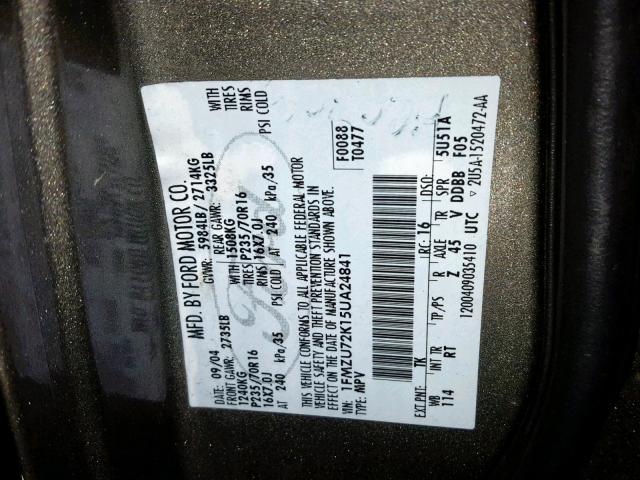 MFD. BY FORD MOTOR CO.
DATE: 09/04 GVWR: 5984LB / 2714KG
FRONT GAWR: 2735LB REAR GAWR: 3325LB
1240KG 1508KG WITH
P235/70R16 P235/70R16 TIRES
16X7.0J 16X7.0J RIMS
AT 240 kPa/35 AT 240 kPa/35 PSI COLD
WITH
TIRES
RIMS
PSI COLD
THIS VEHICLE CONFORMS TO ALL APPLICABLE FEDERAL MOTOR
VEHICLE SAFETY AND THEFT PREVENTION STANDARDS IN
EFFECT ON THE DATE OF MANUFACTURE SHOWN ABOVE.
VIN: 1FMZU72K15UA24841
TYPE: MPV
F0088
T0477
EXT PNT: TK RC: 16 DSO:
WB INT TR TP/PS R AXLE TR SPR 5U51A
114 RT Z 45 V DDBB F05
1200409035410 UTC 2U5A-1520472-AA
Ford